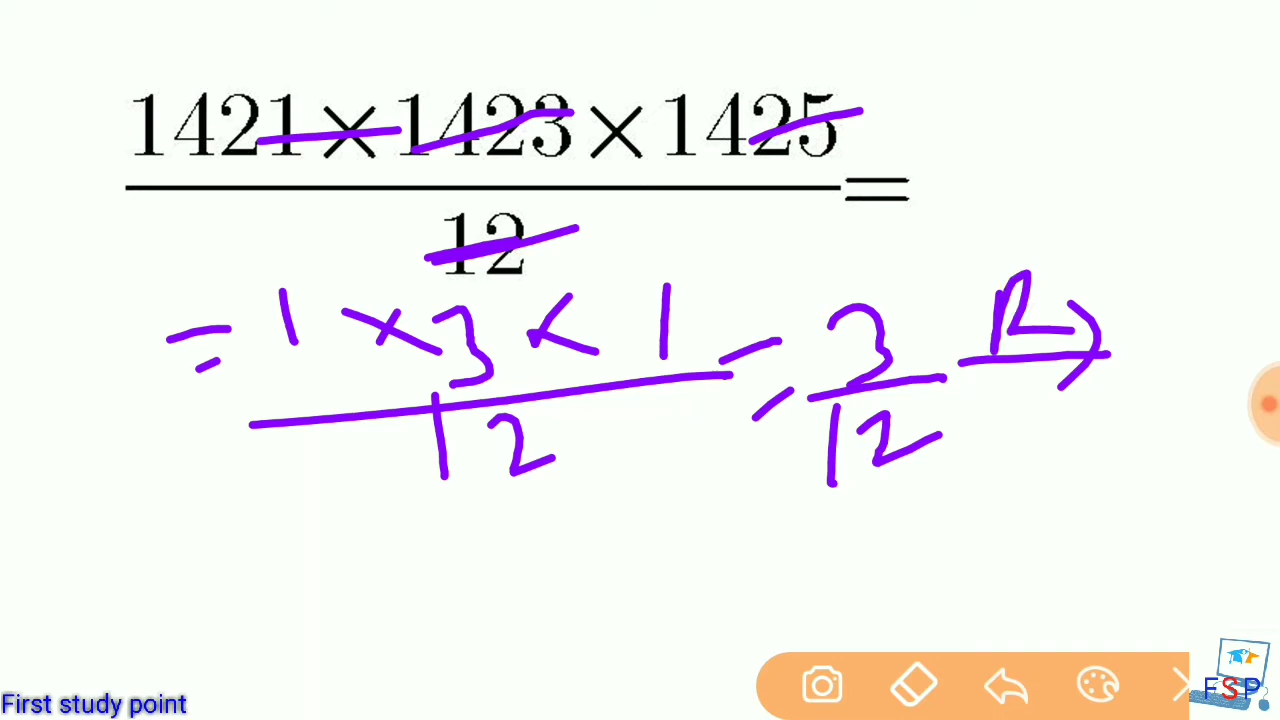 1421×1423×1425
12
=
= 1 × 3 × 1 = 3 R→
12 12
First study point
FSP